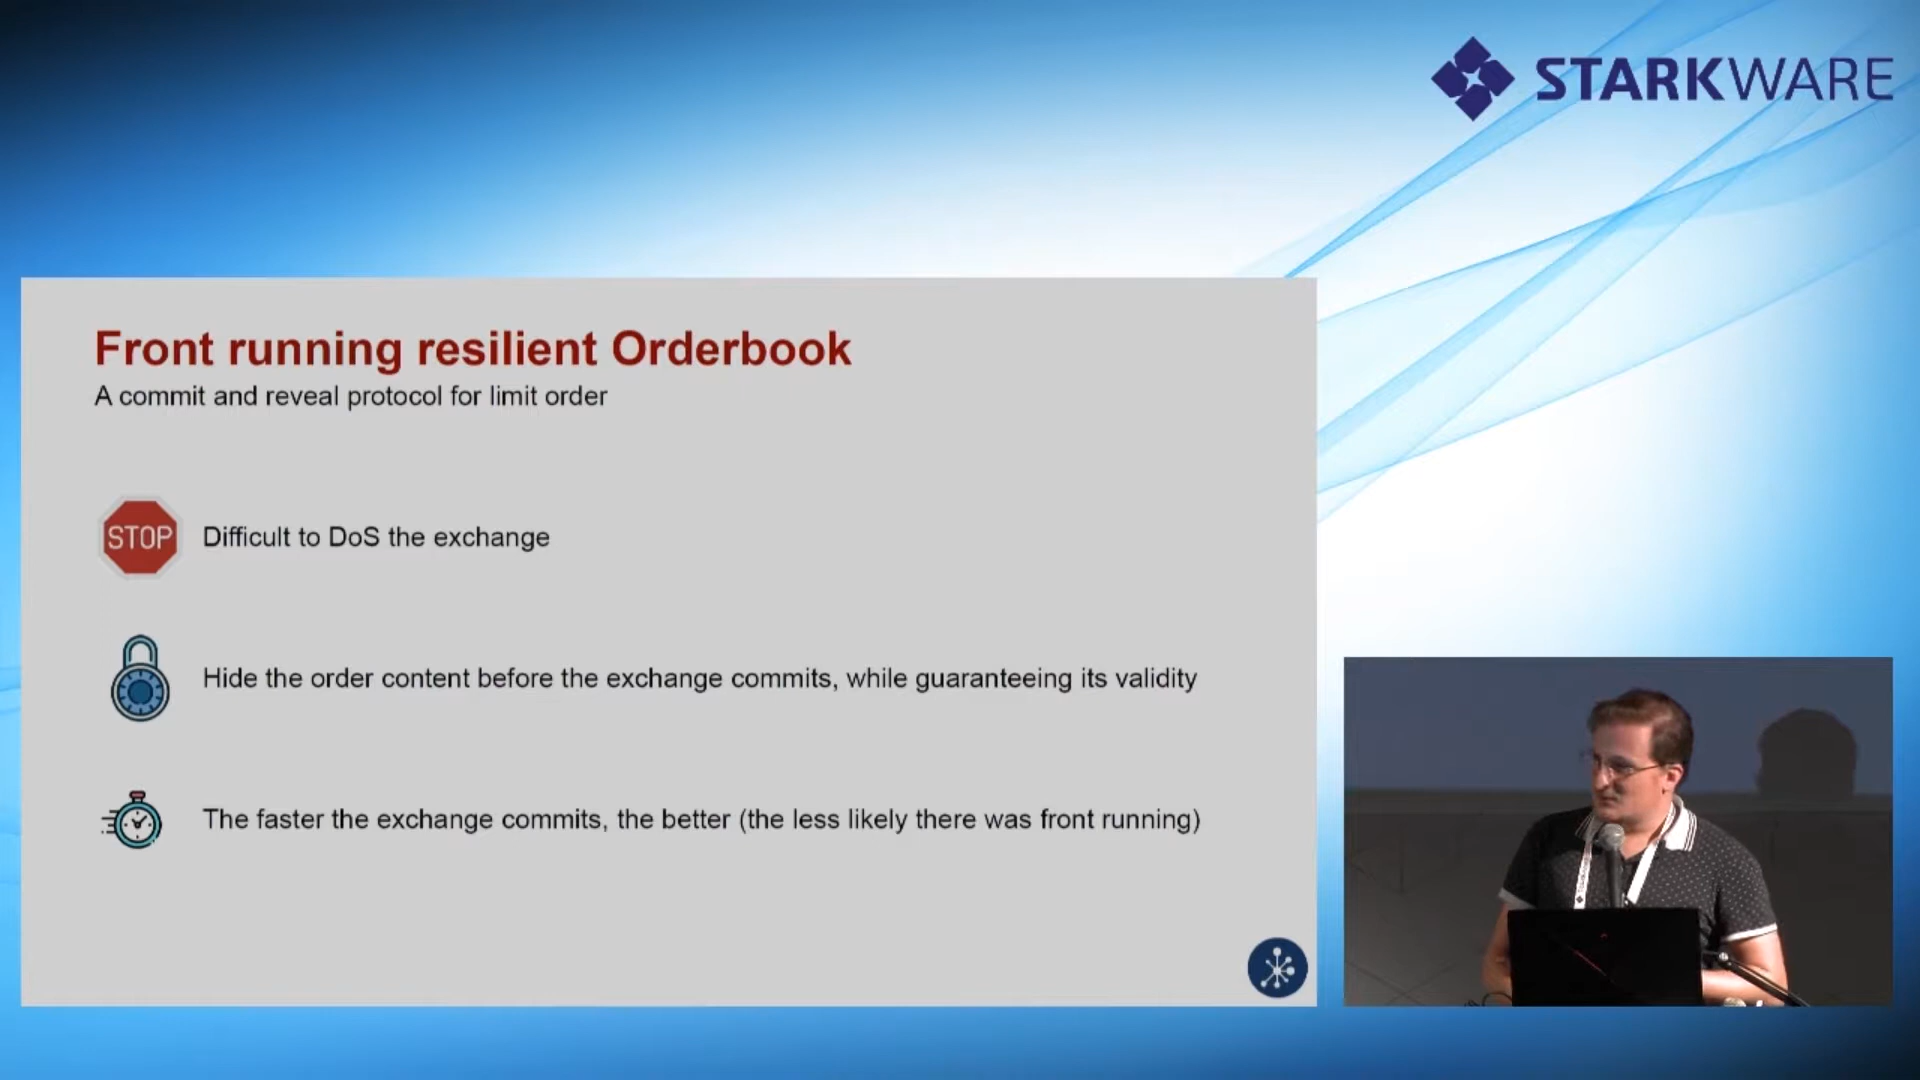 STARKWARE
Front running resilient Orderbook
A commit and reveal protocol for limit order
STOP
Difficult to DoS the exchange
Hide the order content before the exchange commits, while guaranteeing its validity
The faster the exchange commits, the better (the less likely there was front running)